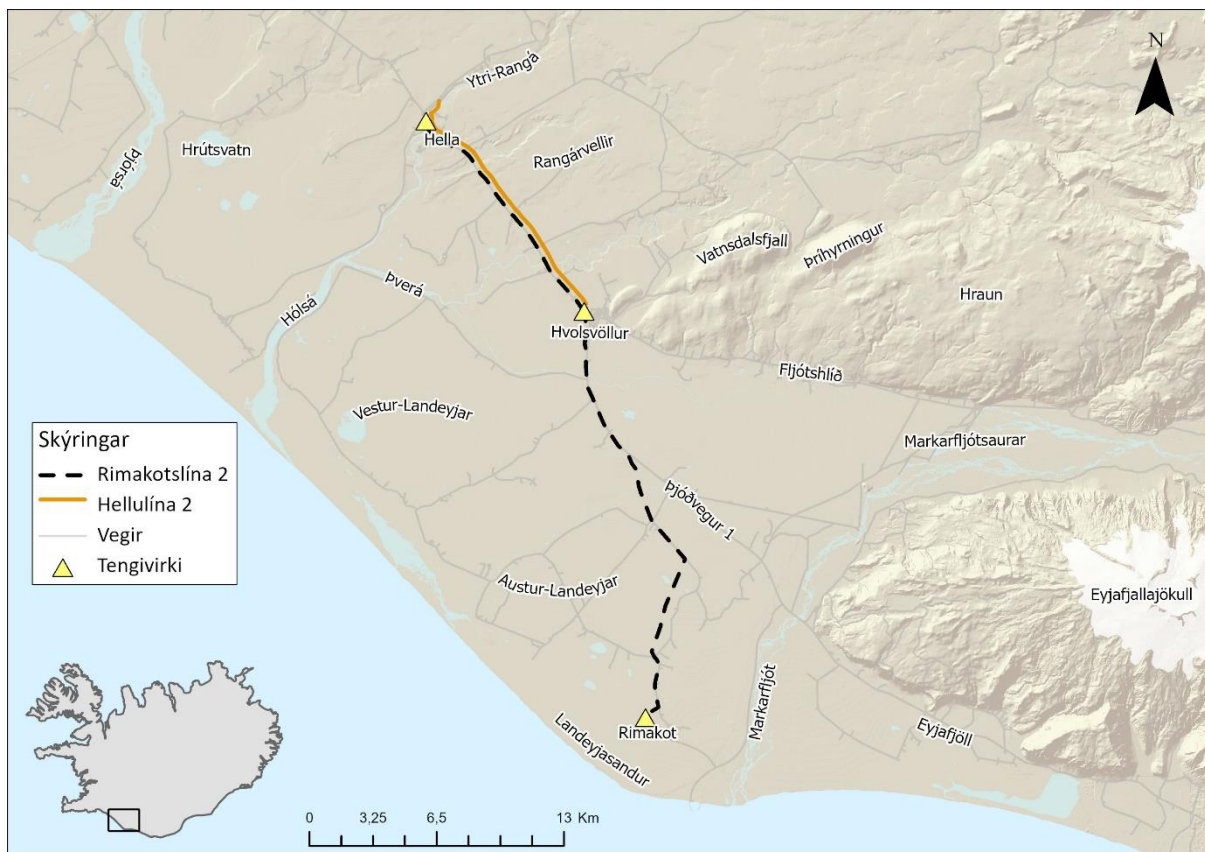 N
Ytri-Rangá
Hella
Hrútsvatn
Þjórsá
Rangárvellir
Vatnsdalsfjall
Þríhyrningur
Hraun
Þverá
Hólsá
Hvolsvöllur
Fljótshlíð
Vestur-Landeyjar
Markarfljótsaurar
Skýringar
Rimakotslína 2
Hellulína 2
Vegir
Tengivirki
Þjóðvegur 1
Austur-Landeyjar
Eyjafjallajökull
Rimakot
Landeyjasandur
Markarfljót
Eyjafjöll
0 3,25 6,5 13 Km